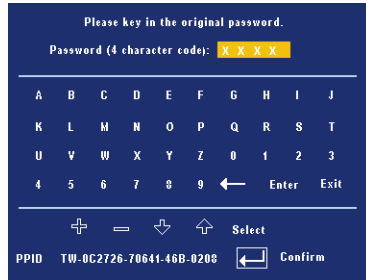 Please key in the original password.
Password (4 character code): X X X X
A B C D E F G H I J
K L M N O P Q R S T
U V W X Y Z 0 1 2 3
4 5 6 7 8 9 ← Enter Exit
Select
PPID TW-0C2726-70641-46B-0208 Confirm